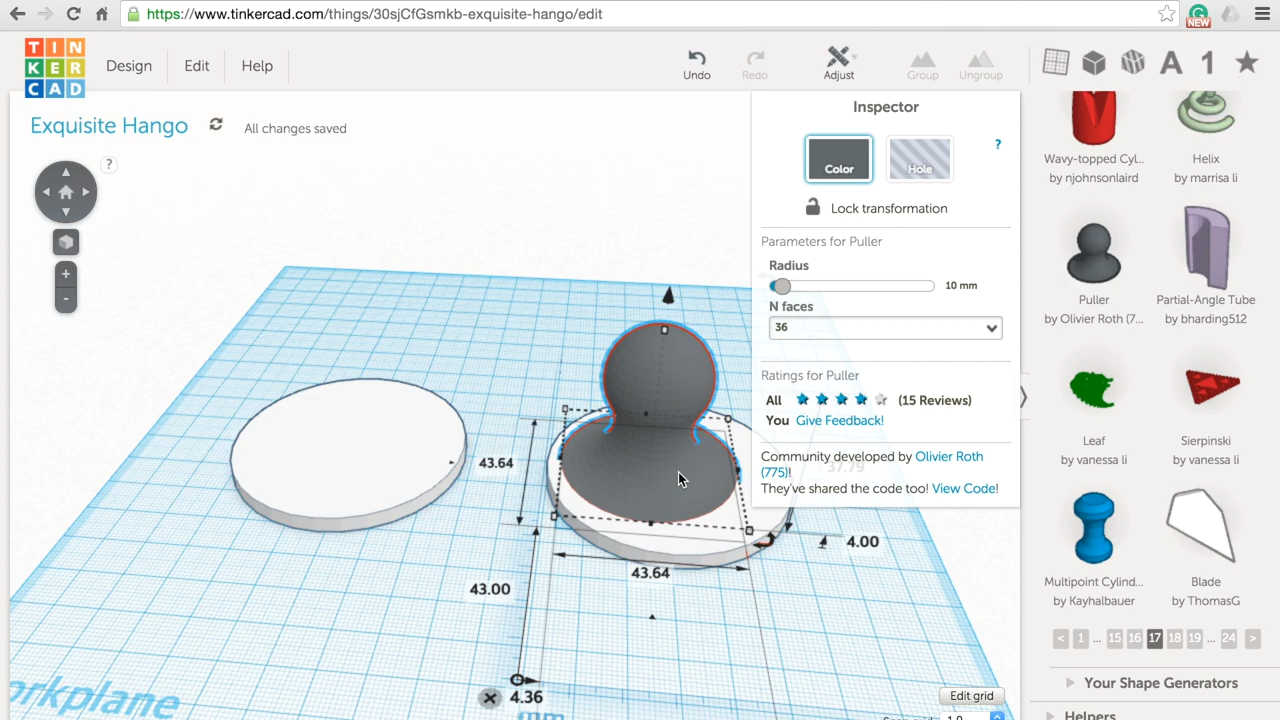 https://www.tinkercad.com/things/30sjCfGsmkb-exquisite-hango/edit
NEW
TIN
KER
CAD
Design
Edit
Help
Undo
Redo
Adjust
Group
Ungroup
A
1
Exquisite Hango
All changes saved
?
Inspector
Color
Hole
?
Lock transformation
Parameters for Puller
Radius
10 mm
N faces
36
Ratings for Puller
All
(15 Reviews)
You Give Feedback!
Community developed by Olivier Roth
(775)!
They've shared the code too! View Code!
37.79
43.64
4.00
43.64
43.00
4.36
mm
orkplane
Edit grid
1.0
Wavy-topped Cyl...
by njohnsonlaird
Helix
by marrisa li
Puller
by Olivier Roth (7...
Partial-Angle Tube
by bharding512
Leaf
by vanessa li
Sierpinski
by vanessa li
Multipoint Cylind...
by Kayhalbauer
Blade
by ThomasG
< 1 ... 15 16 17 18 19 ... 24 >
Your Shape Generators
Helpers